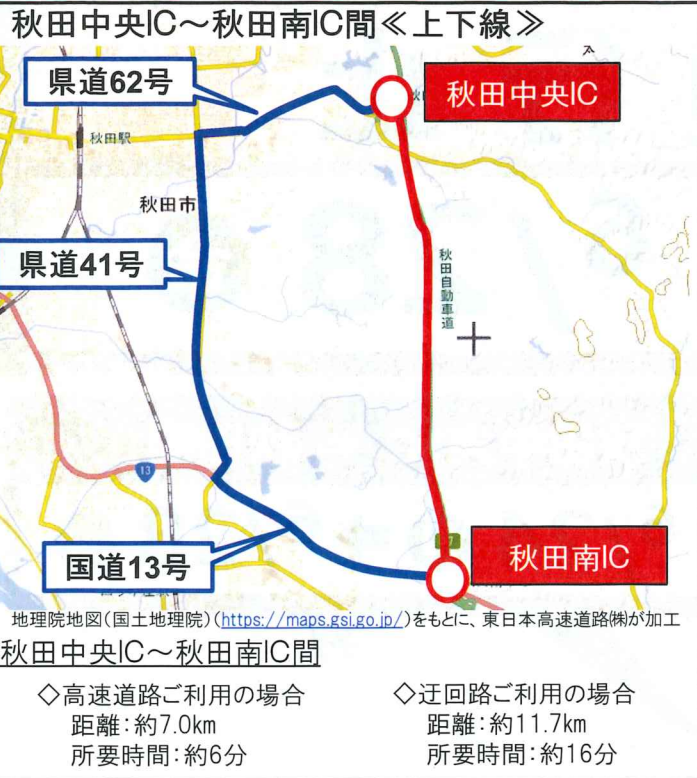 秋田中央IC～秋田南IC間≪上下線≫
県道62号
秋田中央IC
秋田駅
秋田市
県道41号
秋田自動車道
13
国道13号
秋田南IC
地理院地図(国土地理院)(https://maps.gsi.go.jp/)をもとに、東日本高速道路㈱が加工
秋田中央IC～秋田南IC間
◇高速道路ご利用の場合
距離：約7.0km
所要時間：約6分
◇迂回路ご利用の場合
距離：約11.7km
所要時間：約16分